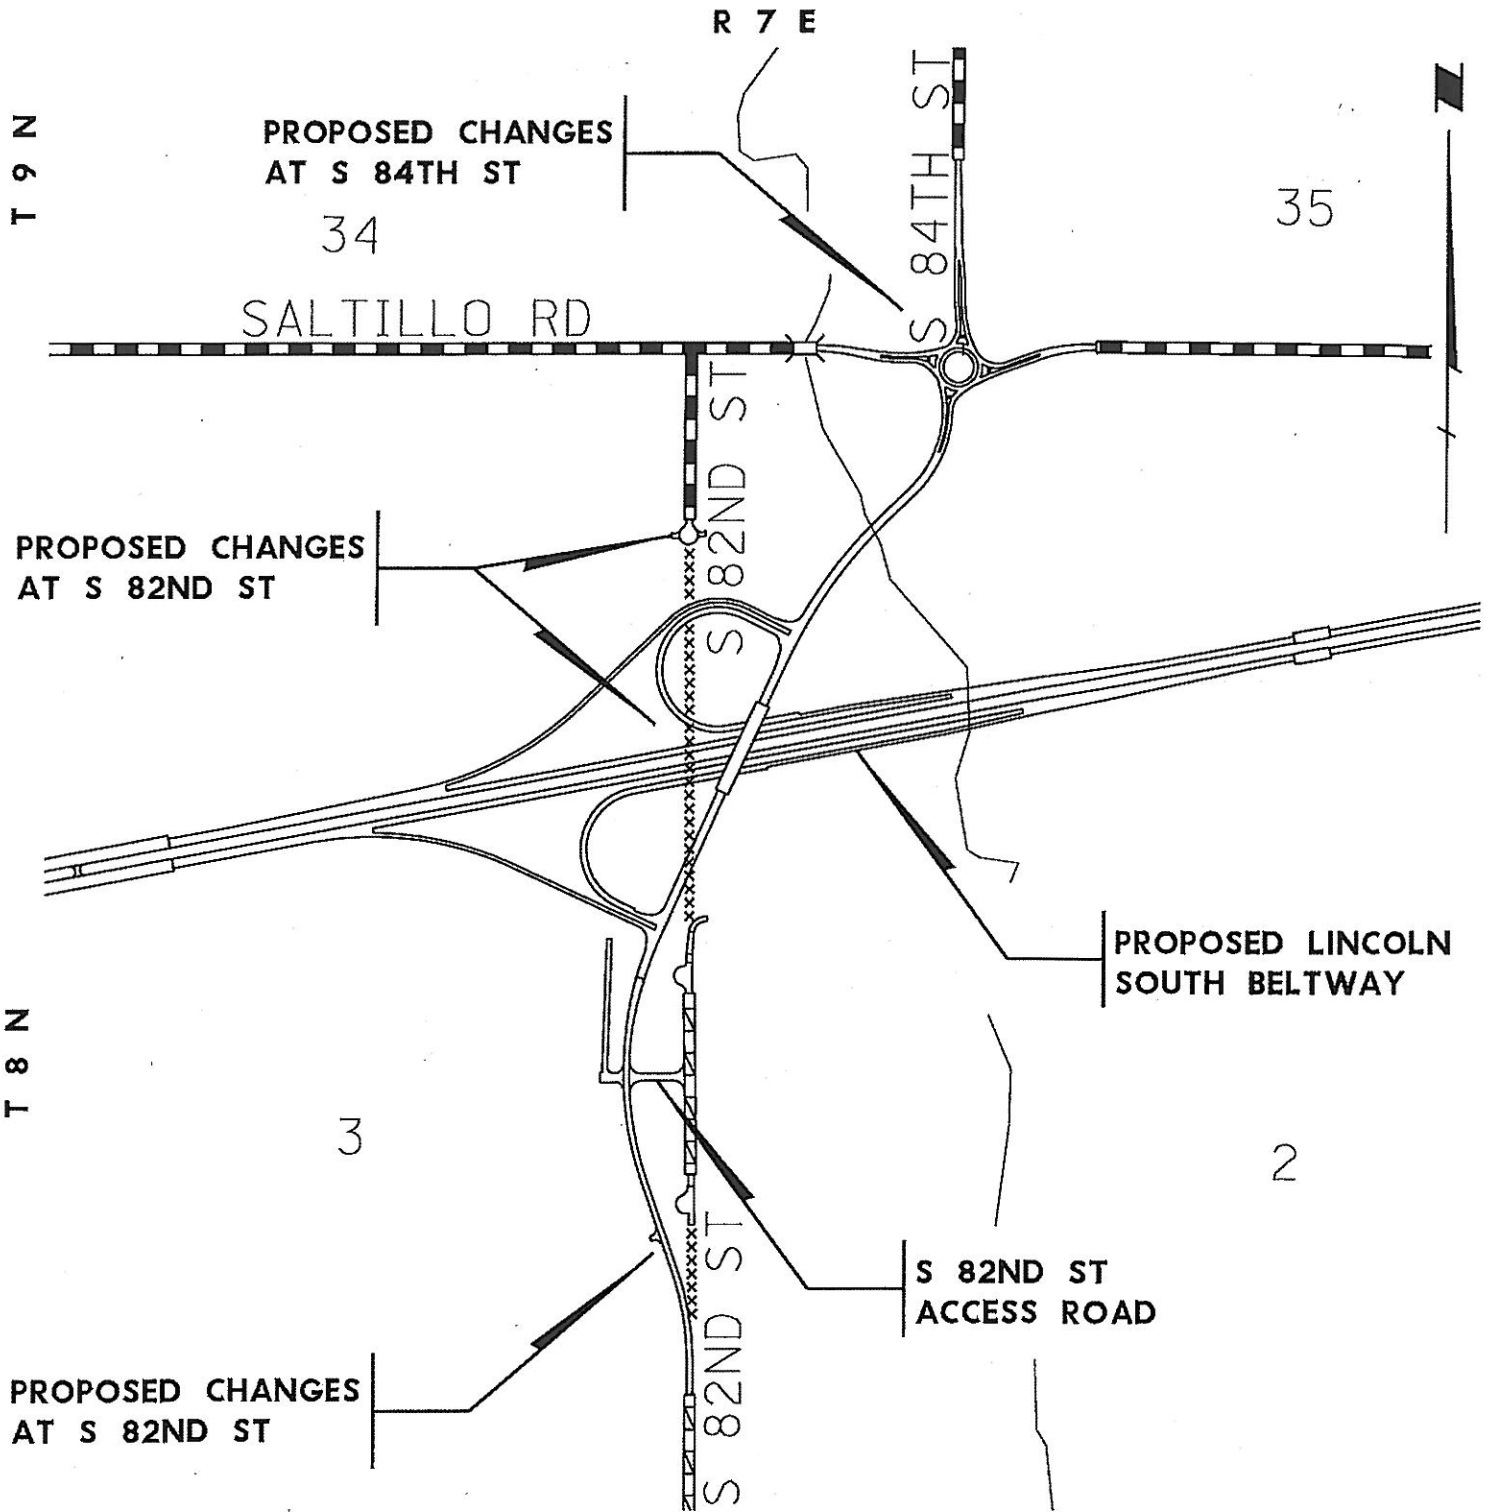 R 7 E
T 9 N
PROPOSED CHANGES
AT S 84TH ST
S 84TH ST
34
35
N
SALTILLO RD
S 82ND ST
PROPOSED CHANGES
AT S 82ND ST
PROPOSED LINCOLN
SOUTH BELTWAY
T 8 N
3
2
S 82ND ST
ACCESS ROAD
S 82ND ST
PROPOSED CHANGES
AT S 82ND ST